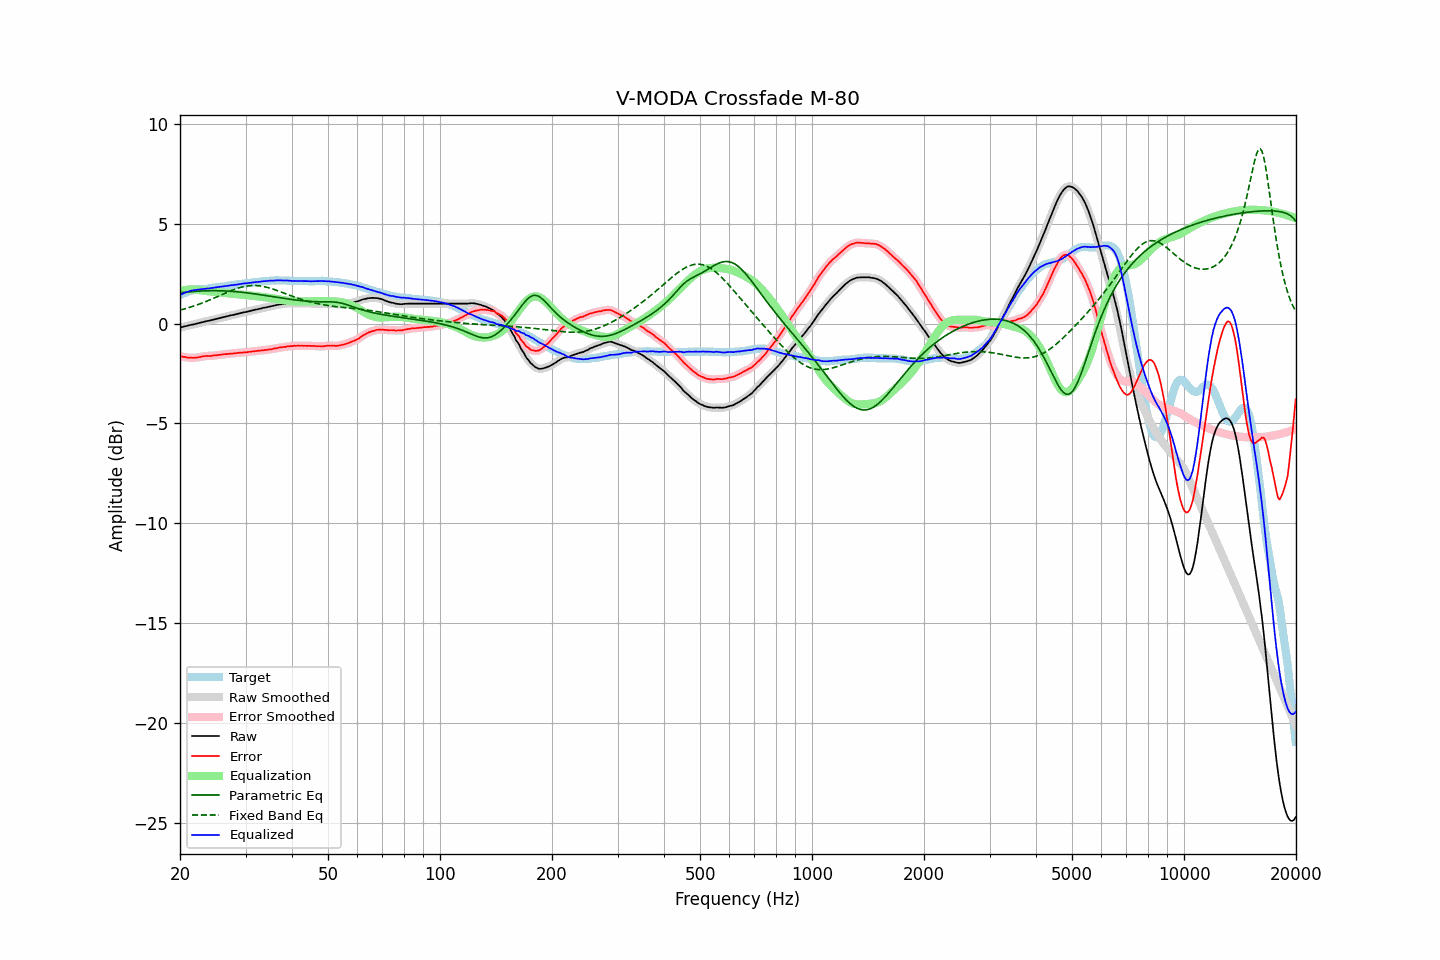 V-MODA Crossfade M-80
Amplitude (dBr)
10
5
0
−5
−10
−15
−20
−25
Target
Raw Smoothed
Error Smoothed
Raw
Error
Equalization
Parametric Eq
Fixed Band Eq
Equalized
20 50 100 200 500 1000 2000 5000 10000 20000
Frequency (Hz)